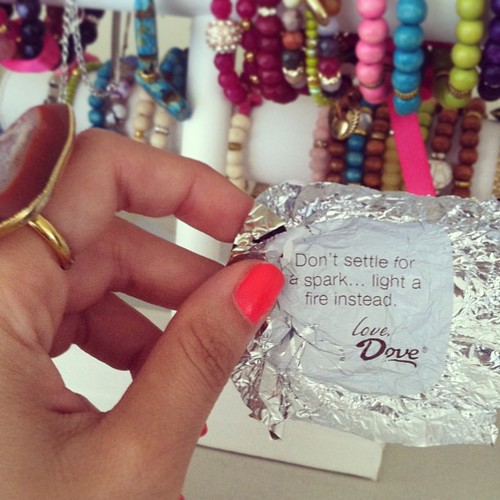 Don't settle for
a spark... light a
fire instead.
love,
Dove®